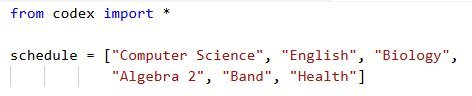 from codex import *
schedule = ["Computer Science", "English", "Biology",
"Algebra 2", "Band", "Health"]